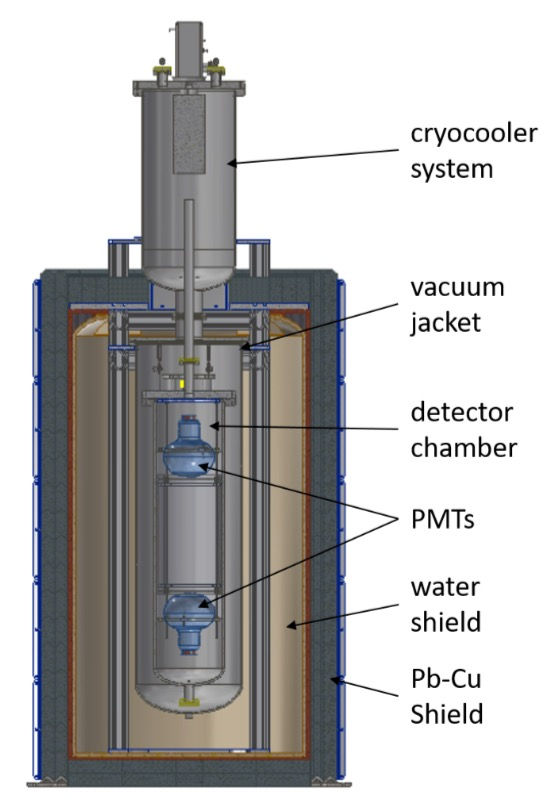 cryocooler
system
vacuum
jacket
detector
chamber
PMTs
water
shield
Pb-Cu
Shield